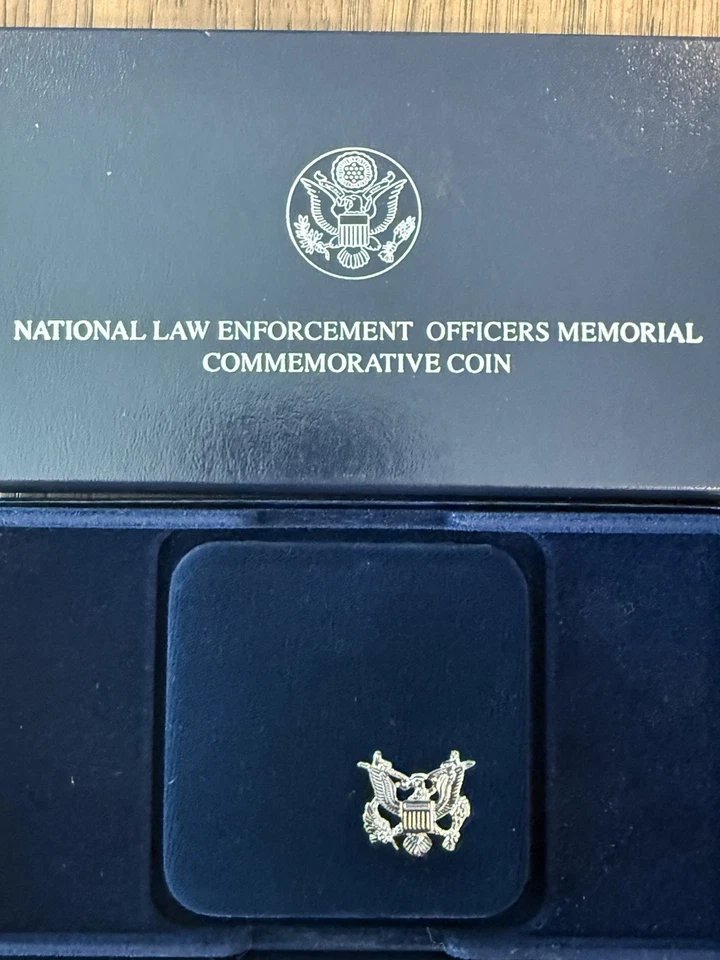 NATIONAL LAW ENFORCEMENT OFFICERS MEMORIAL
COMMEMORATIVE COIN